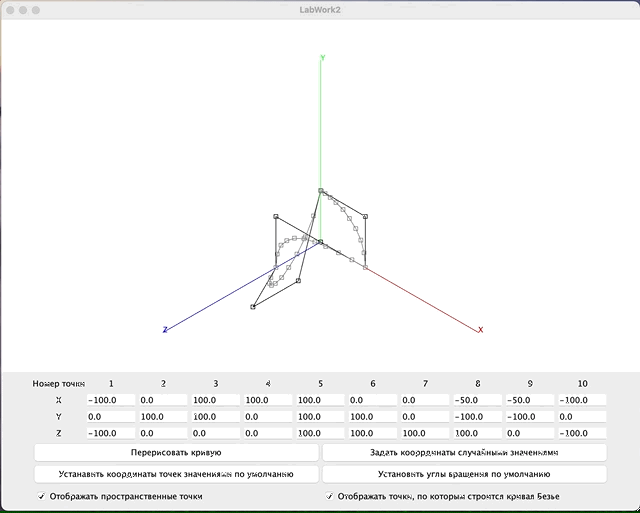 LabWork2
Y
Z
X
Номер точки 1 2 3 4 5 6 7 8 9 10
X -100.0 0.0 100.0 100.0 100.0 0.0 0.0 -50.0 -50.0 -100.0
Y 0.0 100.0 100.0 0.0 100.0 100.0 0.0 -100.0 -100.0 0.0
Z -100.0 0.0 0.0 0.0 100.0 100.0 100.0 100.0 0.0 -100.0
Перерисовать кривую Задать координаты случайными значениями
Установить координаты точек значениями по умолчанию Установить углы вращения по умолчанию
Отображать пространственные точки Отображать точки, по которым строится кривая Безье